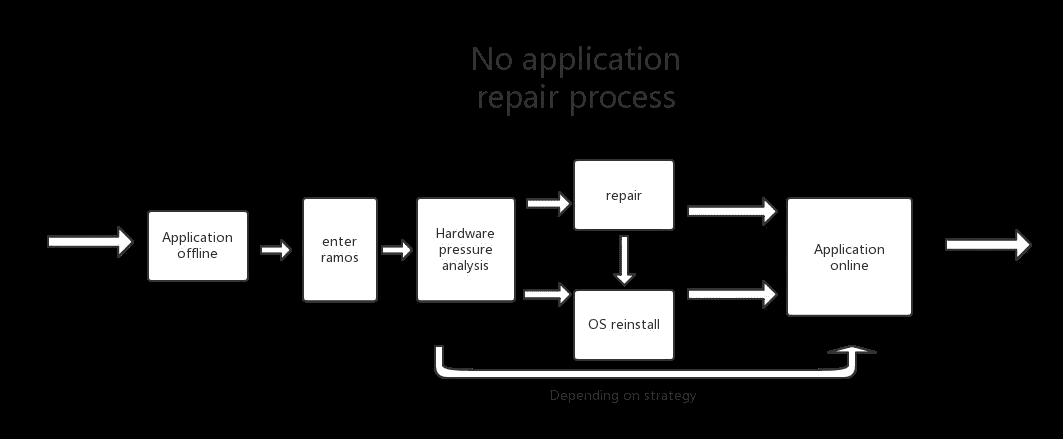 No application
repair process
repair
Application
offline
enter
ramos
Hardware
pressure
analysis
Application
online
OS reinstall
Depending on strategy